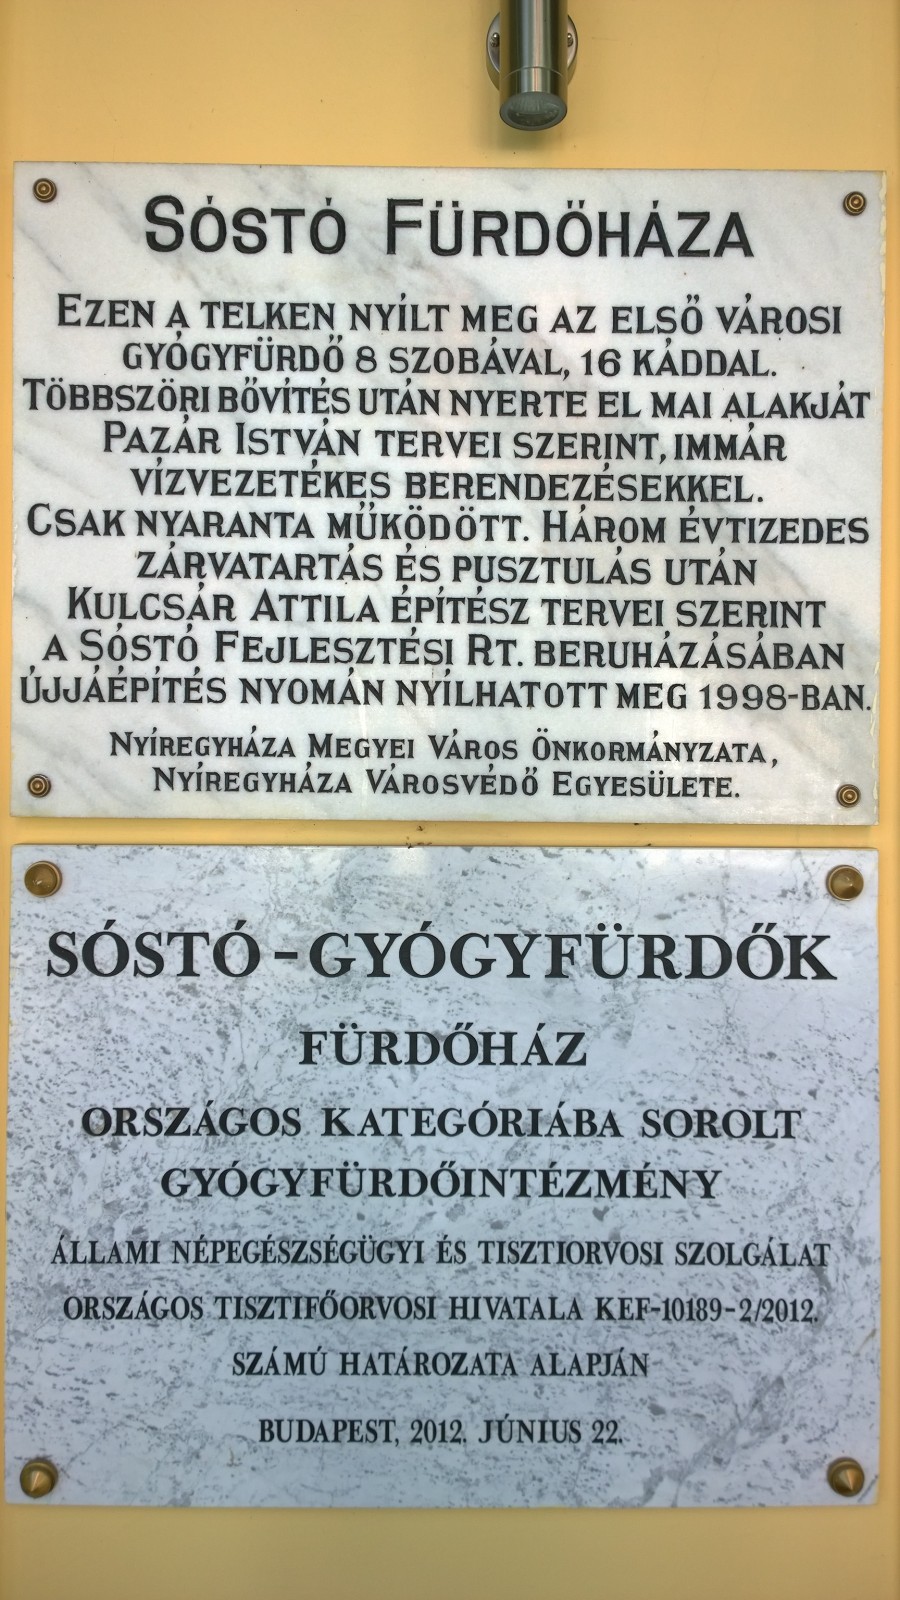 SÓSTÓ FÜRDŐHÁZA
EZEN A TELKEN NYÍLT MEG AZ ELSŐ VÁROSI
GYÓGYFÜRDŐ 8 SZOBÁVAL, 16 KÁDDAL.
TÖBBSZÖRI BŐVÍTÉS UTÁN NYERTE EL MAI ALAKJÁT
PAZÁR ISTVÁN TERVEI SZERINT, IMMÁR
VÍZVEZETÉKES BERENDEZÉSEKKEL.
CSAK NYARANTA MŰKÖDÖTT. HÁROM ÉVTIZEDES
ZÁRVATARTÁS ÉS PUSZTULÁS UTÁN
KULCSÁR ATTILA ÉPÍTÉSZ TERVEI SZERINT
A SÓSTÓ FEJLESZTÉSI RT. BERUHÁZÁSÁBAN
ÚJJÁÉPÍTÉS NYOMÁN NYÍLHATOTT MEG 1998-BAN.
NYÍREGYHÁZA MEGYEI VÁROS ÖNKORMÁNYZATA,
NYÍREGYHÁZA VÁROSVÉDŐ EGYESÜLETE.
SÓSTÓ-GYÓGYFÜRDŐK
FÜRDŐHÁZ
ORSZÁGOS KATEGÓRIÁBA SOROLT
GYÓGYFÜRDŐINTÉZMÉNY
ÁLLAMI NÉPEGÉSZSÉGÜGYI ÉS TISZTIORVOSI SZOLGÁLAT
ORSZÁGOS TISZTIFŐORVOSI HIVATALA KEF-10189-2/2012.
SZÁMÚ HATÁROZATA ALAPJÁN
BUDAPEST, 2012. JÚNIUS 22.